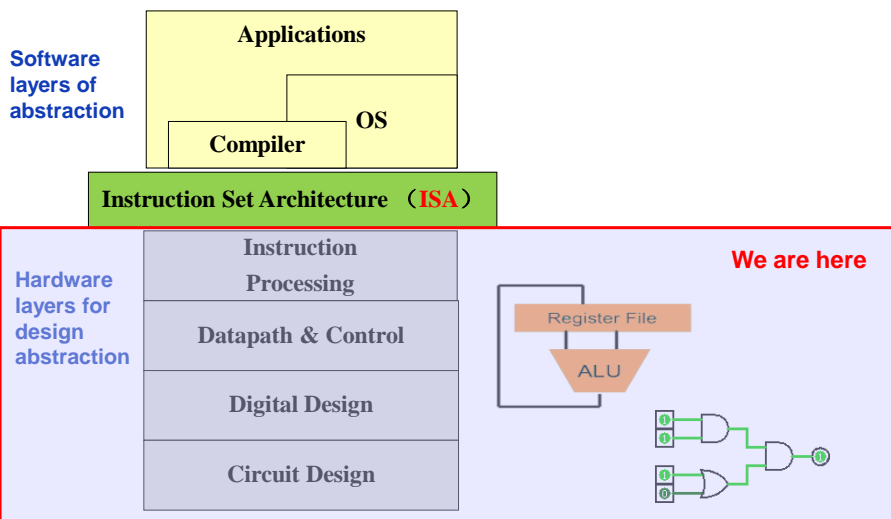 Applications
Software
layers of
abstraction
OS
Compiler
Instruction Set Architecture （ISA）
Instruction
Processing
We are here
Hardware
layers for
design
abstraction
Register File
Datapath & Control
ALU
Digital Design
1
1
1
Circuit Design
1
0